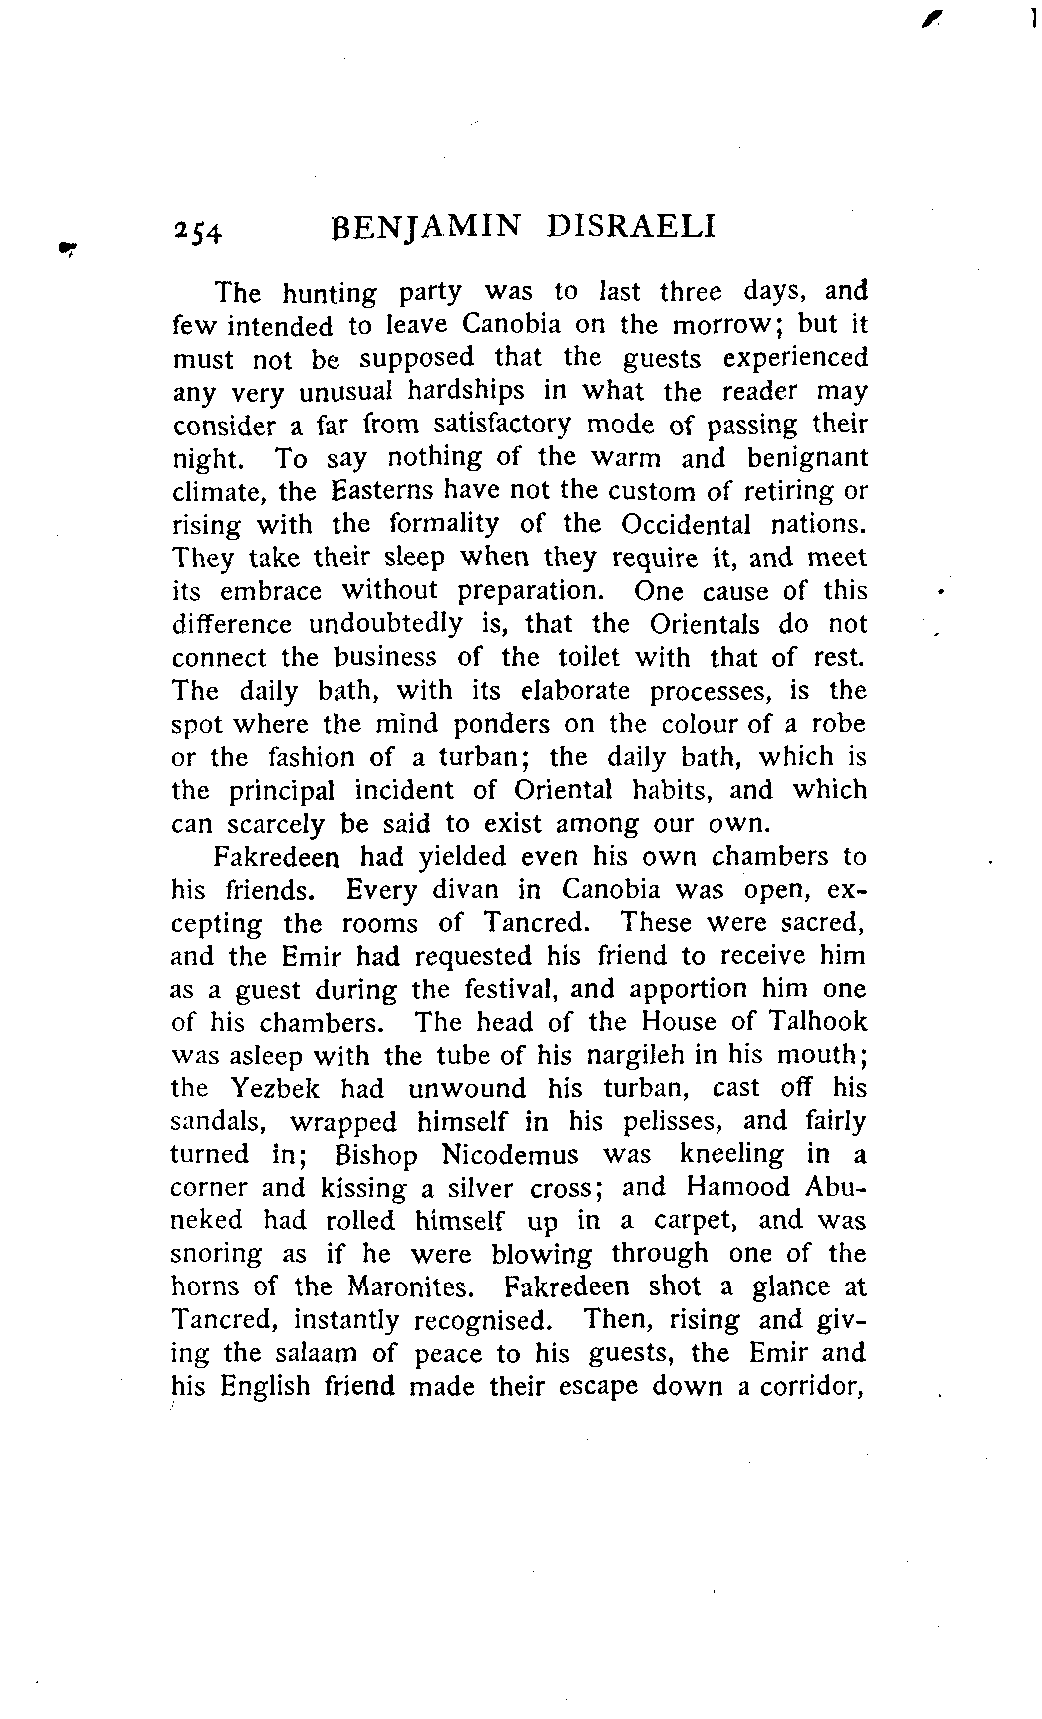 254 BENJAMIN DISRAELI
The hunting party was to last three days, and
few intended to leave Canobia on the morrow; but it
must not be supposed that the guests experienced
any very unusual hardships in what the reader may
consider a far from satisfactory mode of passing their
night. To say nothing of the warm and benignant
climate, the Easterns have not the custom of retiring or
rising with the formality of the Occidental nations.
They take their sleep when they require it, and meet
its embrace without preparation. One cause of this
difference undoubtedly is, that the Orientals do not
connect the business of the toilet with that of rest.
The daily bath, with its elaborate processes, is the
spot where the mind ponders on the colour of a robe
or the fashion of a turban; the daily bath, which is
the principal incident of Oriental habits, and which
can scarcely be said to exist among our own.
Fakredeen had yielded even his own chambers to
his friends. Every divan in Canobia was open, ex-
cepting the rooms of Tancred. These were sacred,
and the Emir had requested his friend to receive him
as a guest during the festival, and apportion him one
of his chambers. The head of the House of Talhook
was asleep with the tube of his nargileh in his mouth;
the Yezbek had unwound his turban, cast off his
sandals, wrapped himself in his pelisses, and fairly
turned in; Bishop Nicodemus was kneeling in a
corner and kissing a silver cross; and Hamood Abu-
neked had rolled himself up in a carpet, and was
snoring as if he were blowing through one of the
horns of the Maronites. Fakredeen shot a glance at
Tancred, instantly recognised. Then, rising and giv-
ing the salaam of peace to his guests, the Emir and
his English friend made their escape down a corridor,